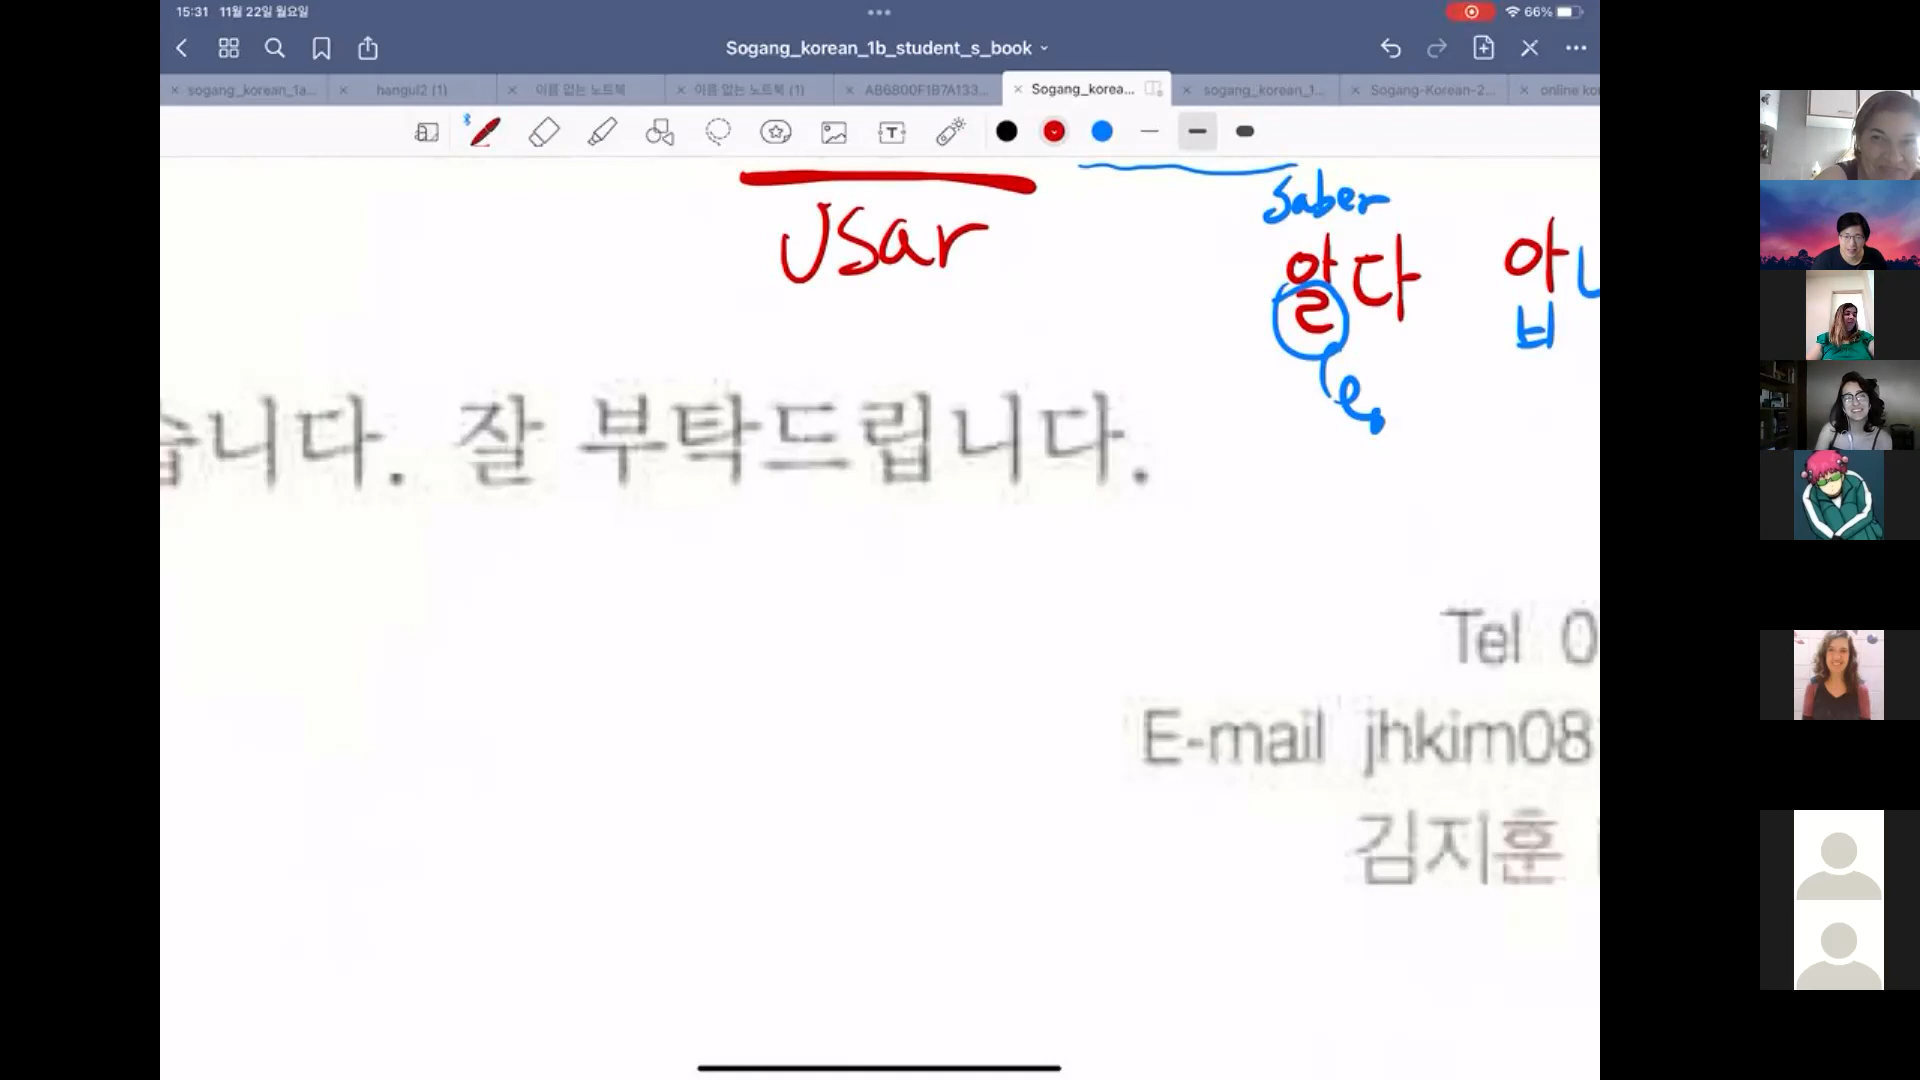 15:31 11월 22일 월요일
66%
Sogang_korean_1b_student_s_book
sogang_korean_1a...
hangul2 (1)
이름 없는 노트북
이름 없는 노트북 (1)
AB6800F1B7A133...
Sogang_korea...
sogang_korean_1...
Sogang-Korean-2...
online ko
Usar
saber
알다
습니다. 잘 부탁드립니다.
Tel 0
E-mail jhkim08
김지훈